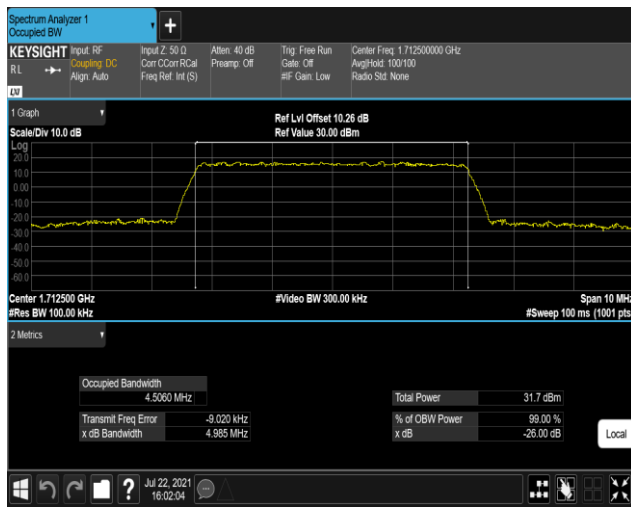 Spectrum Analyzer 1
Occupied BW
+
KEYSIGHT Input: RF Input Z: 50 Ω Atten: 40 dB Trig: Free Run Center Freq: 1.712500000 GHz
RL Coupling: DC Corr CCorr RCal Preamp: Off Gate: Off Avg|Hold: 100/100
Align: Auto Freq Ref: Int (S) #IF Gain: Low Radio Std: None
LXI
1 Graph
Ref Lvl Offset 10.26 dB
Scale/Div 10.0 dB Ref Value 30.00 dBm
Log
20.0
10.0
0.00
-10.0
-20.0
-30.0
-40.0
-50.0
-60.0
Center 1.712500 GHz #Video BW 300.00 kHz Span 10 MHz
#Res BW 100.00 kHz #Sweep 100 ms (1001 pts
2 Metrics
Occupied Bandwidth
4.5060 MHz Total Power 31.7 dBm
Transmit Freq Error -9.020 kHz % of OBW Power 99.00 %
x dB Bandwidth 4.985 MHz x dB -26.00 dB
Local
? Jul 22, 2021
16:02:04